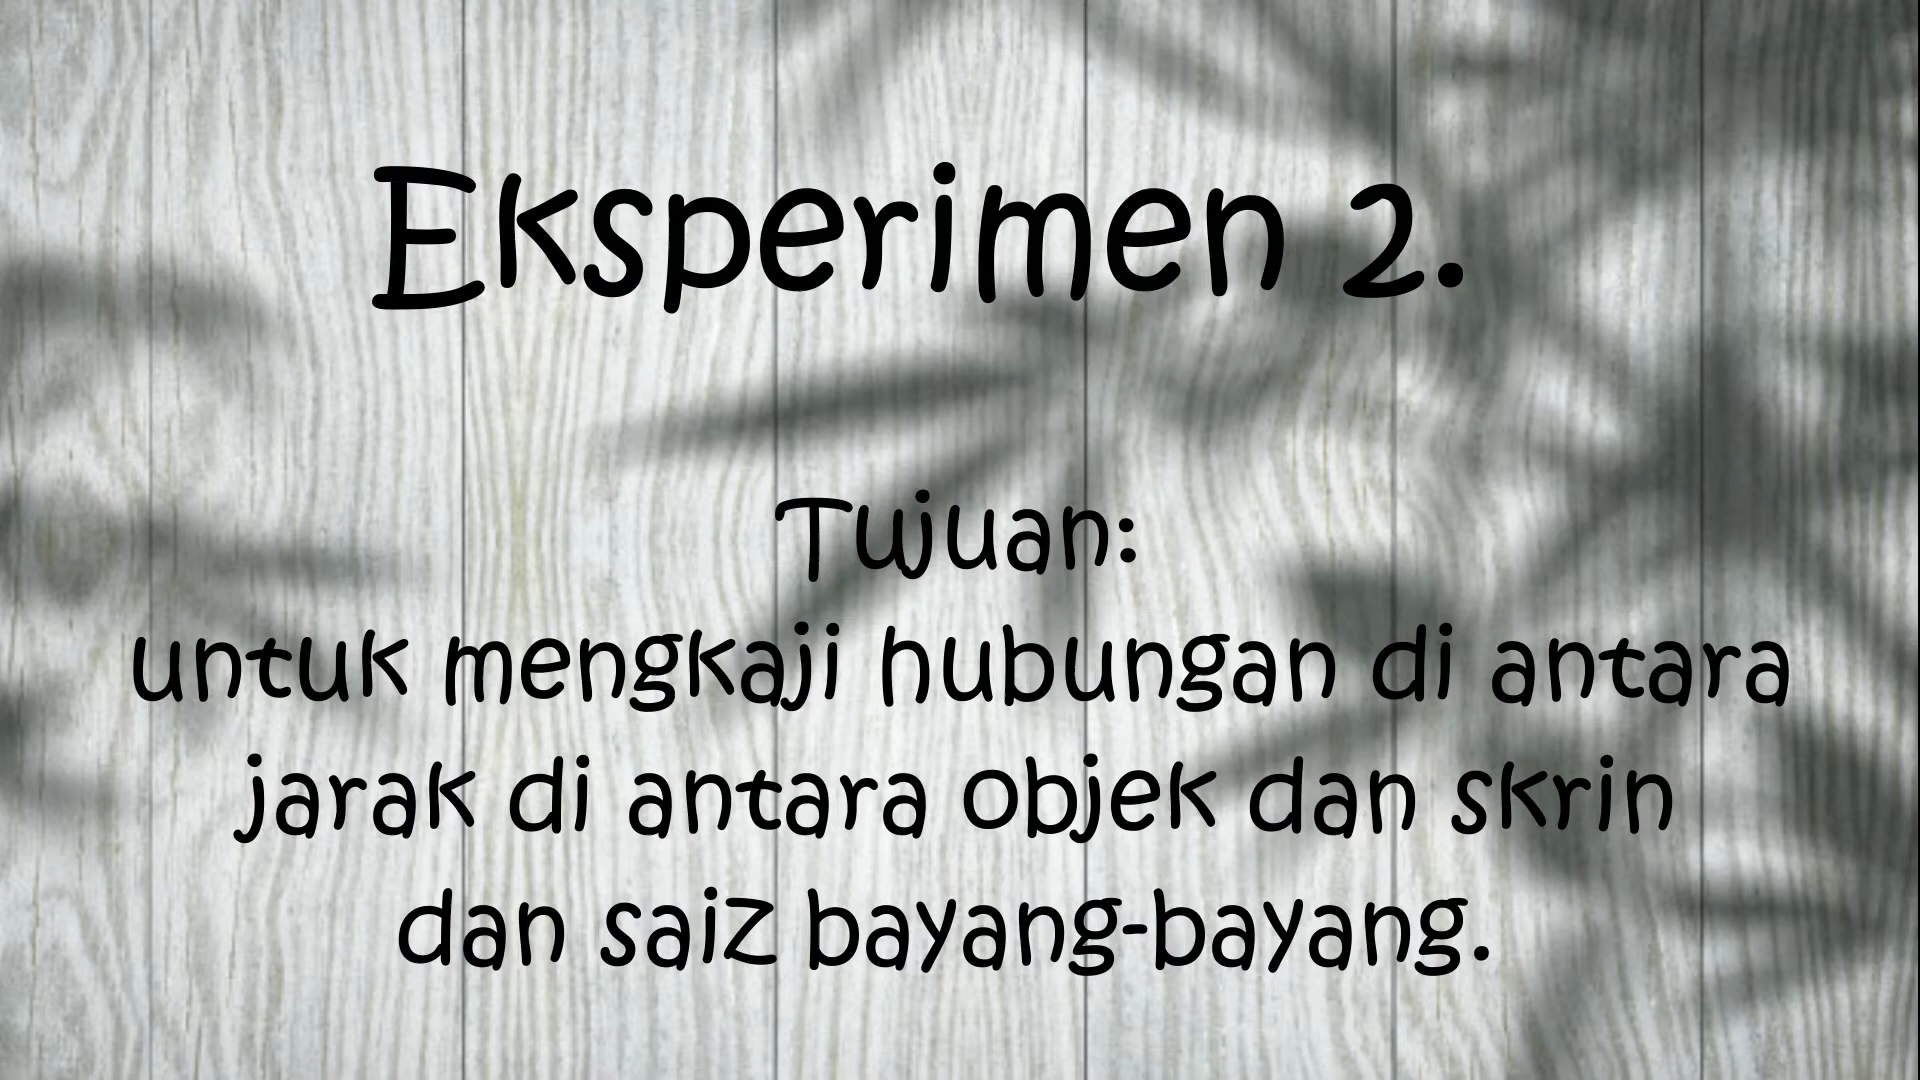 Eksperimen 2.
Tujuan:
untuk mengkaji hubungan di antara
jarak di antara objek dan skrin
dan saiz bayang-bayang.